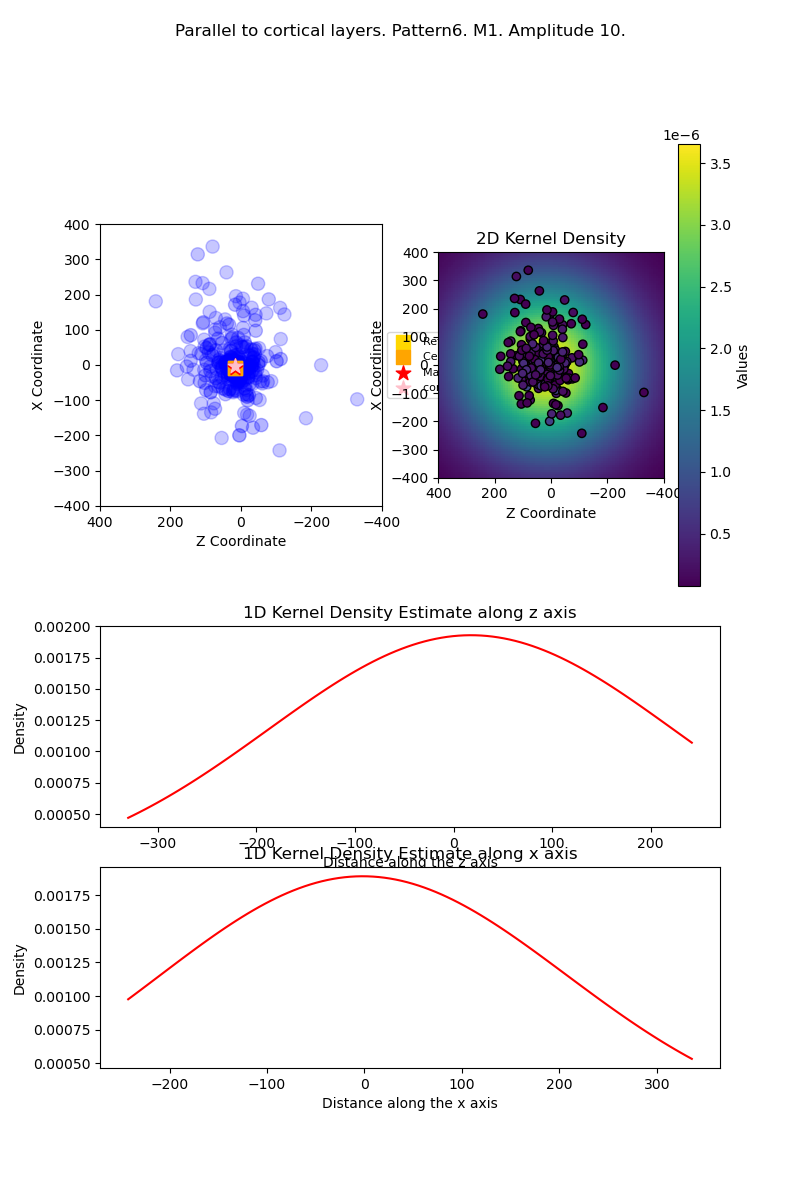 Parallel to cortical layers. Pattern6. M1. Amplitude 10.
400
300
200
100
0
−100
−200
−300
−400
400 200 0 −200 −400
X Coordinate
Z Coordinate
2D Kernel Density
400
300
200
100
0
−100
−200
−300
−400
400 200 0 −200 −400
X Coordinate
Z Coordinate
1e−6
3.5
3.0
2.5
2.0
1.5
1.0
0.5
Values
1D Kernel Density Estimate along z axis
0.00200
0.00175
0.00150
0.00125
0.00100
0.00075
0.00050
Density
−300 −200 −100 0 100 200
Distance along the z axis
1D Kernel Density Estimate along x axis
0.00175
0.00150
0.00125
0.00100
0.00075
0.00050
Density
−200 −100 0 100 200 300
Distance along the x axis